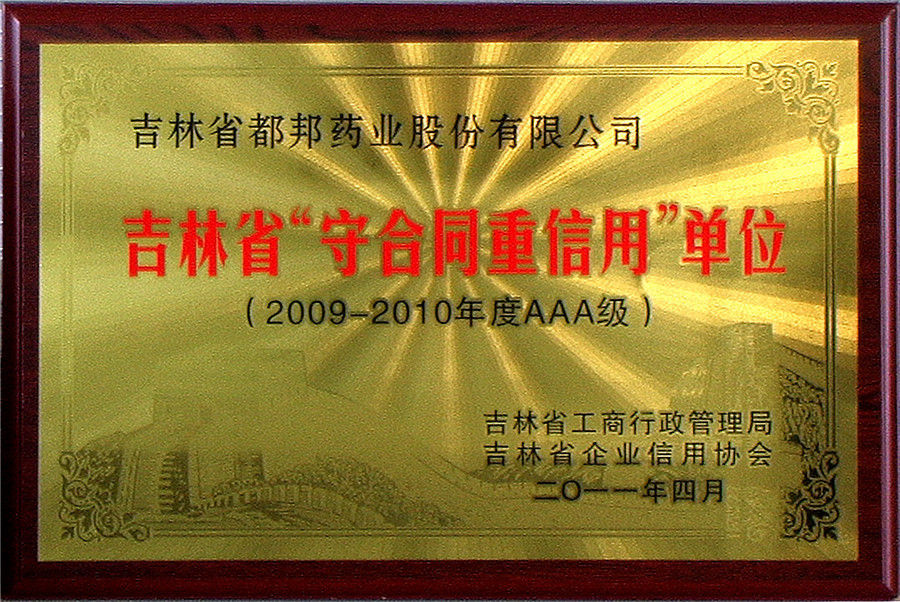 吉林省都邦药业股份有限公司
吉林省“守合同重信用”单位
（2009-2010年度AAA级）
吉林省工商行政管理局
吉林省企业信用协会
二〇一一年四月